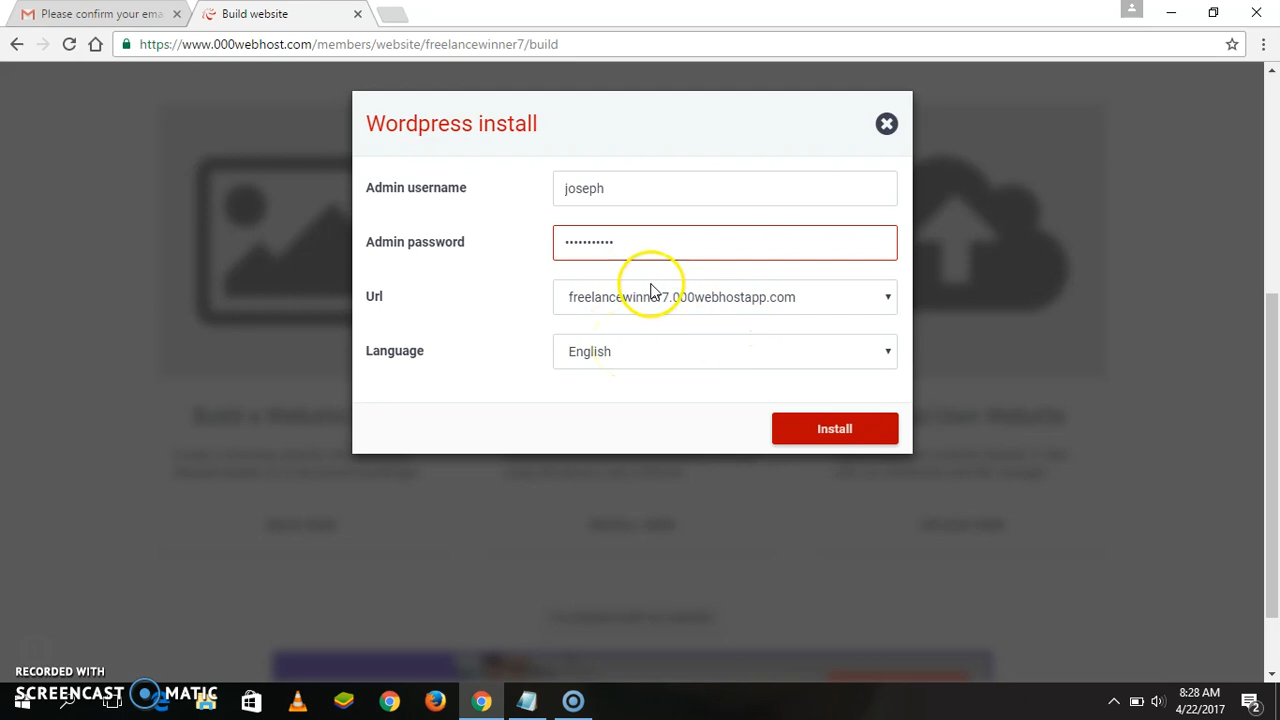 Please confirm your ema
Build website
https://www.000webhost.com/members/website/freelancewinner7/build
Wordpress install
Admin username
joseph
Admin password
•••••••••••
Url
freelancewinner7.000webhostapp.com
Language
English
Install
RECORDED WITH
SCREENCAST MATIC
8:28 AM
4/22/2017
2